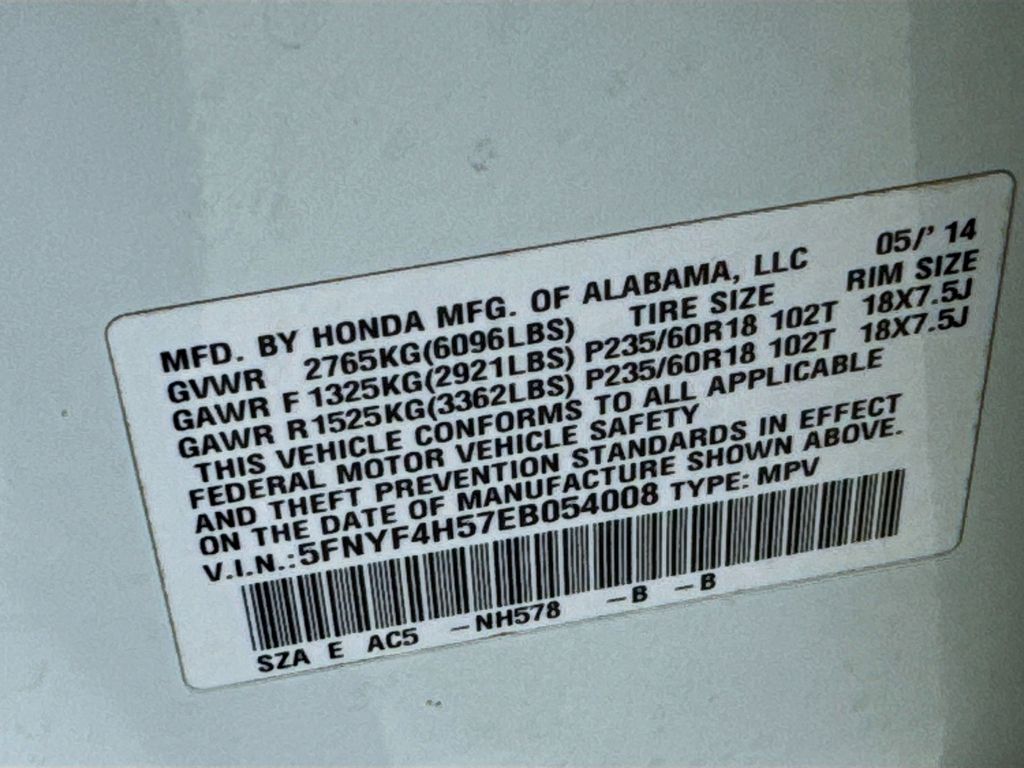 MFD. BY HONDA MFG. OF ALABAMA, LLC 05/' 14
GVWR 2765KG(6096LBS) TIRE SIZE RIM SIZE
GAWR F 1325KG(2921LBS) P235/60R18 102T 18X7.5J
GAWR R 1525KG(3362LBS) P235/60R18 102T 18X7.5J
THIS VEHICLE CONFORMS TO ALL APPLICABLE
FEDERAL MOTOR VEHICLE SAFETY
AND THEFT PREVENTION STANDARDS IN EFFECT
ON THE DATE OF MANUFACTURE SHOWN ABOVE.
V.I.N.:5FNYF4H57EB054008 TYPE: MPV
SZA E AC5 –NH578 –B –B